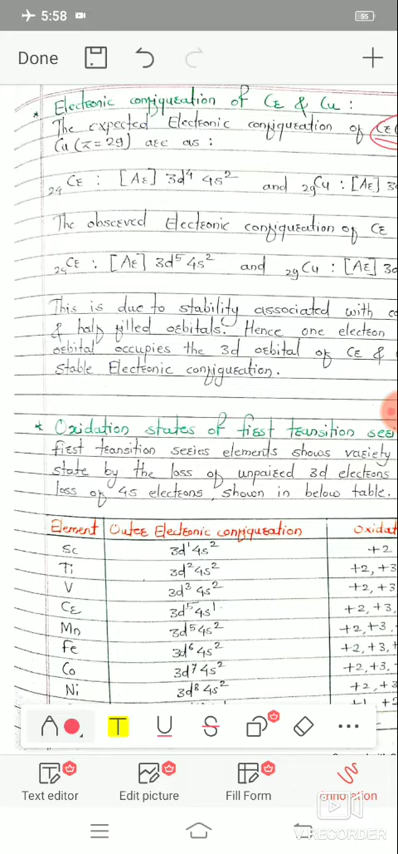 5:58
85
Done
* Electronic configuration of Cr & Cu :
The expected Electronic configuration of Cr(
Cu (z=29) are as :
29Cr : [Ar] 3d4 4s2 and 29Cu : [Ar] 3
The observed Electronic configuration of Cr
29Cr : [Ar] 3d5 4s2 and 29Cu : [Ar] 3
This is due to stability associated with c
& half filled orbitals. Hence one electron
orbital occupies the 3d orbital of Cr &
stable Electronic configuration.
* Oxidation states of first transition ser
first transition series elements shows variety
state by the loss of unpaired 3d electrons
loss of 4s electrons, shown in below table.
Element Outer Electronic configuration Oxidat
Sc 3d1 4s2 +2
Ti 3d2 4s2 +2, +3
V 3d3 4s2 +2, +3
Cr 3d5 4s1 +2, +3,
Mn 3d5 4s2 +2, +3,
Fe 3d6 4s2 +2, +3, +
Co 3d7 4s2 +2, +3,
Ni 3d8 4s2 +2, +3
T U S
Text editor Edit picture Fill Form Annotation
V RECORDER